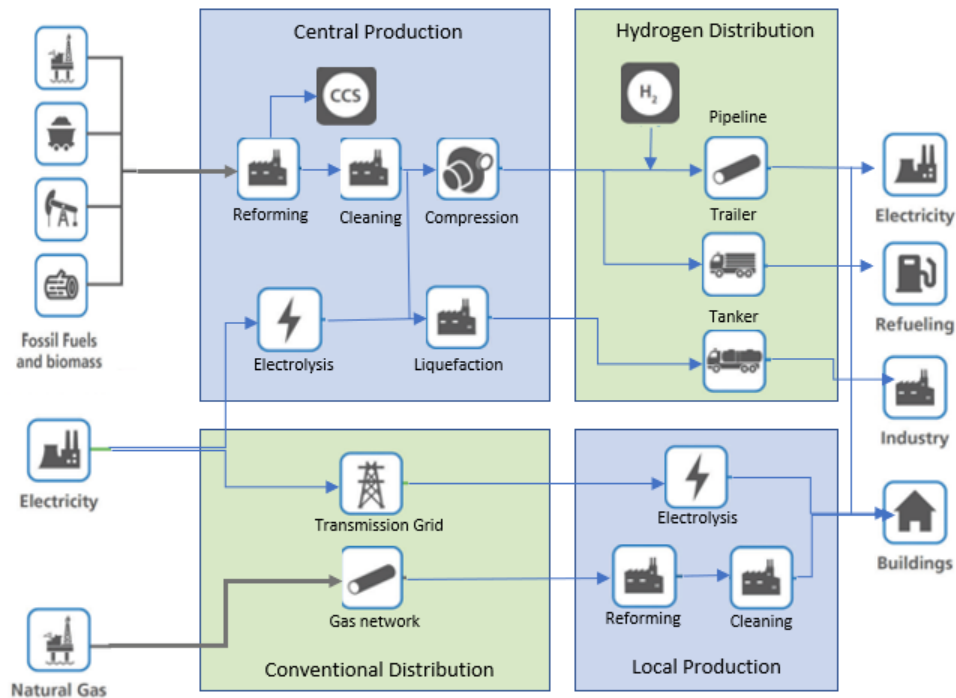 Central Production
Hydrogen Distribution
CCS
H2
Pipeline
Reforming
Cleaning
Compression
Trailer
Electricity
Fossil Fuels
and biomass
Electrolysis
Liquefaction
Tanker
Refueling
Industry
Electricity
Transmission Grid
Electrolysis
Buildings
Gas network
Reforming
Cleaning
Natural Gas
Conventional Distribution
Local Production